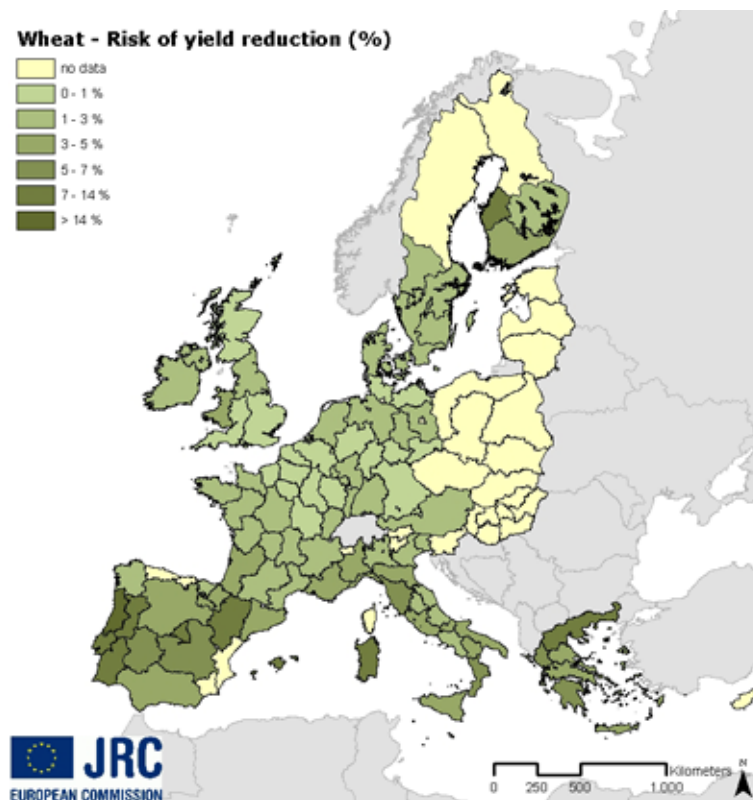 Wheat - Risk of yield reduction (%)
no data
0 - 1 %
1 - 3 %
3 - 5 %
5 - 7 %
7 - 14 %
> 14 %
JRC
EUROPEAN COMMISSION
Kilometers
0 250 500 1.000
N